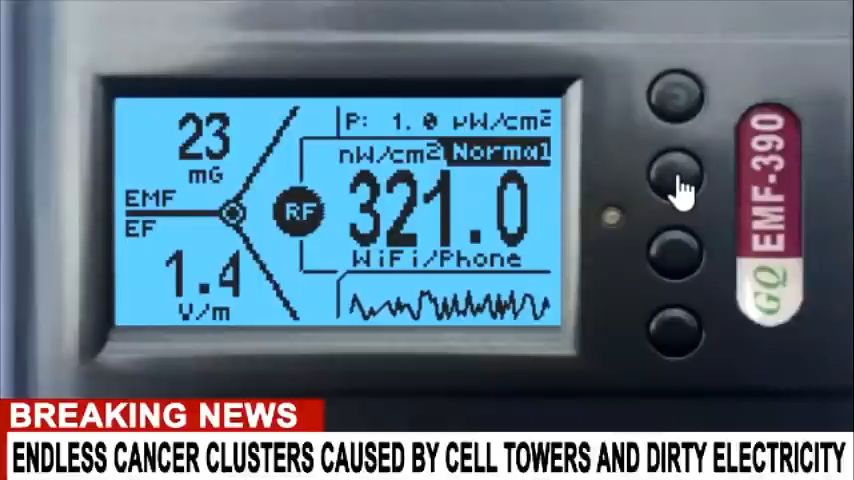 23
mG
EMF
EF
1.4
V/m
P: 1.0 µW/cm²
nW/cm² Normal
RF
321.0
WiFi/Phone
GQ EMF-390
BREAKING NEWS
ENDLESS CANCER CLUSTERS CAUSED BY CELL TOWERS AND DIRTY ELECTRICITY